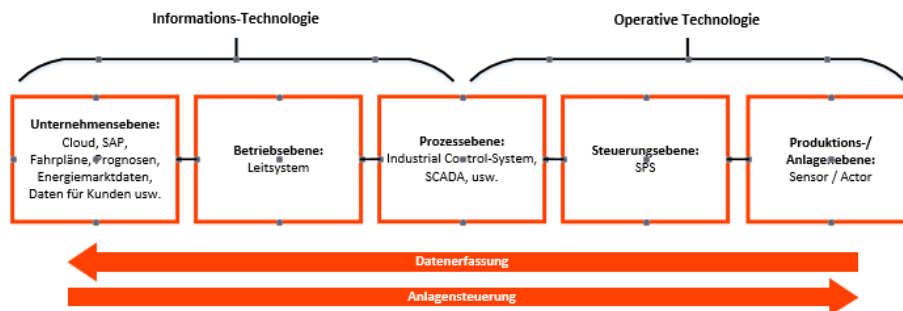 Informations-Technologie
Operative Technologie
Unternehmensebene:
Cloud, SAP,
Fahrpläne, Prognosen,
Energiemarktdaten,
Daten für Kunden usw.
Betriebsebene:
Leitsystem
Prozessebene:
Industrial Control-System,
SCADA, usw.
Steuerungsebene:
SPS
Produktions-/
Anlagenebene:
Sensor / Actor
Datenerfassung
Anlagensteuerung